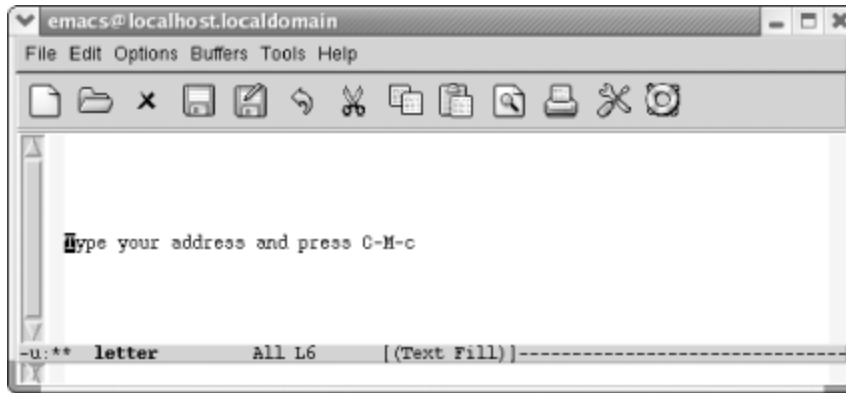 emacs@localhost.localdomain
File Edit Options Buffers Tools Help
Type your address and press C-M-c
-u:** letter All L6 [(Text Fill)]------------------------------